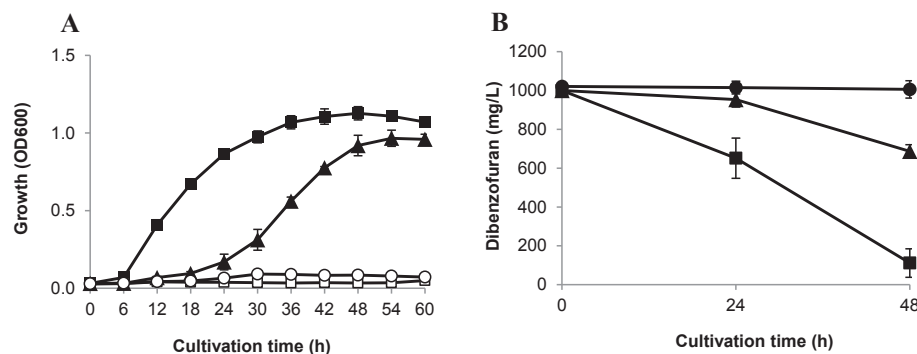 A
Growth (OD600)
1.5
1.0
0.5
0.0
0 6 12 18 24 30 36 42 48 54 60
Cultivation time (h)
B
Dibenzofuran (mg/L)
1200
1000
800
600
400
200
0
0 24 48
Cultivation time (h)